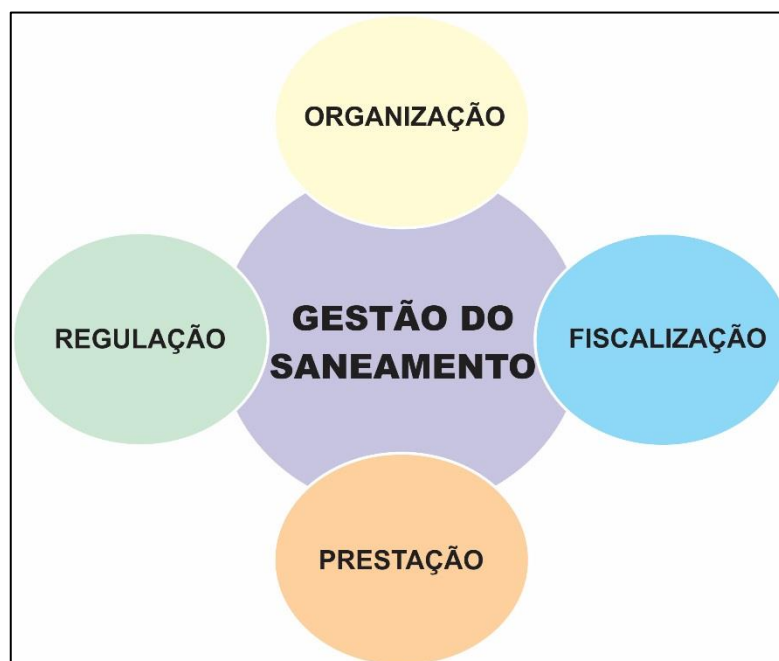 ORGANIZAÇÃO
REGULAÇÃO
GESTÃO DO
SANEAMENTO
FISCALIZAÇÃO
PRESTAÇÃO